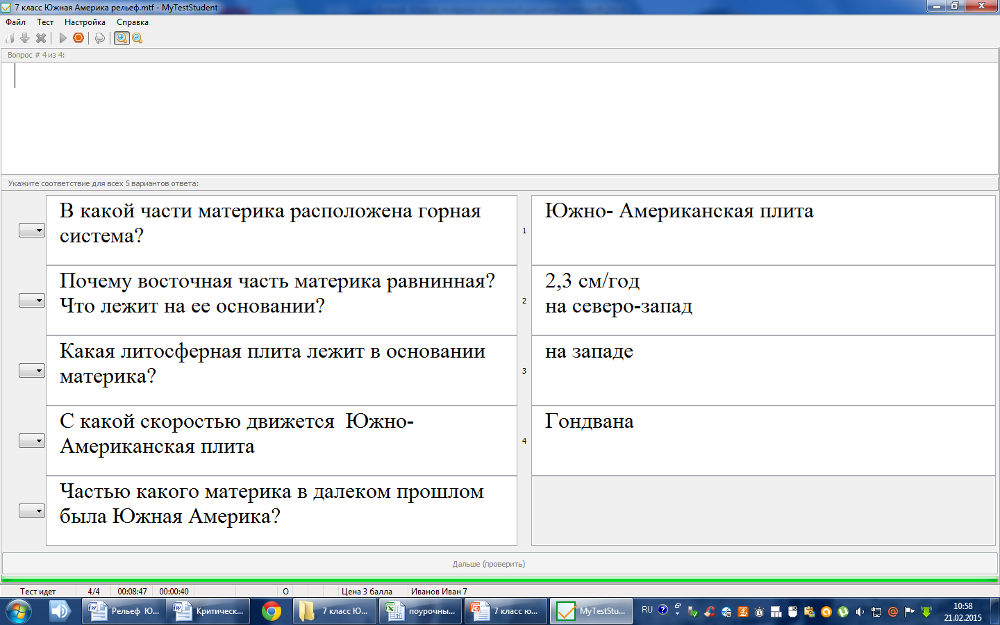 7 класс Южная Америка рельеф.mtf - MyTestStudent
Файл Тест Настройка Справка
Вопрос # 4 из 4:
Укажите соответствие для всех 5 вариантов ответа:
В какой части материка расположена горная
система?
1
Южно- Американская плита
Почему восточная часть материка равнинная?
Что лежит на ее основании?
2
2,3 см/год
на северо-запад
Какая литосферная плита лежит в основании
материка?
3
на западе
С какой скоростью движется Южно-
Американская плита
4
Гондвана
Частью какого материка в далеком прошлом
была Южная Америка?
Дальше (проверить)
Тест идет 4/4 00:08:47 00:00:40 О Цена 3 балла Иванов Иван 7
Рельеф Ю... Критическ... 7 класс Ю... поурочны... 7 класс ю... MyTestStu... RU 10:58
21.02.2015